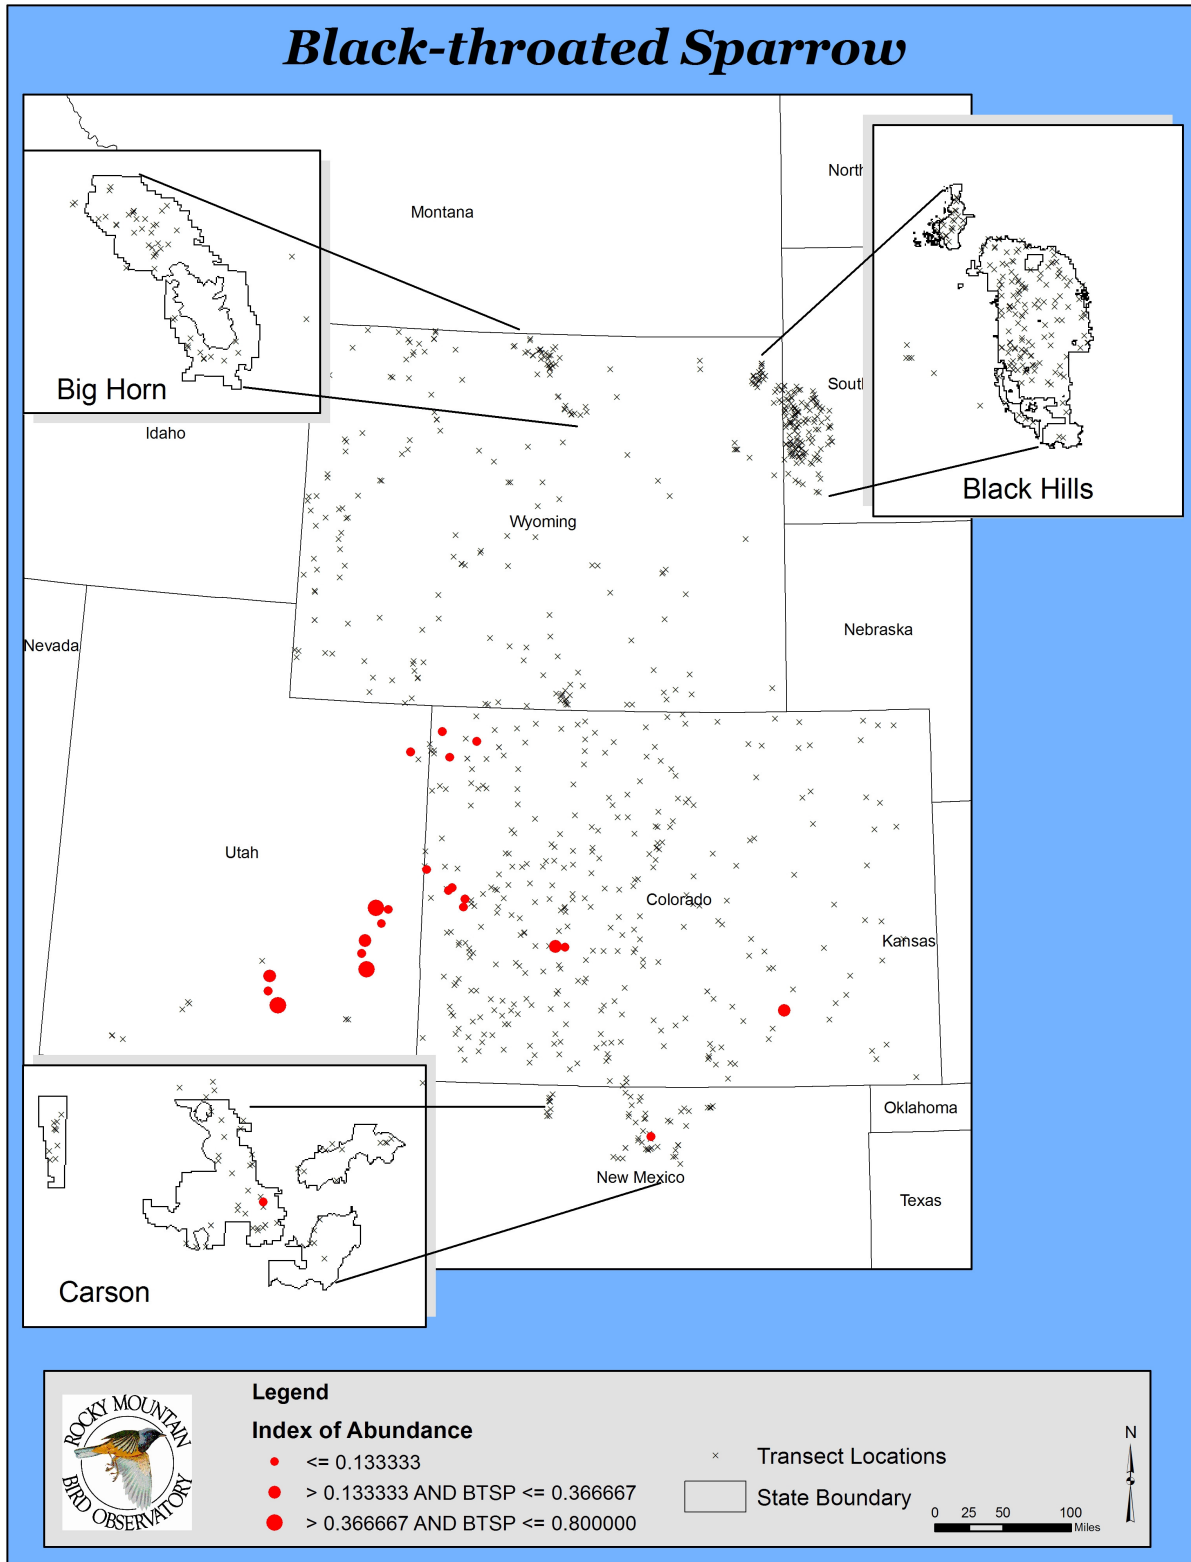 Black-throated Sparrow
Montana
North
Big Horn
Idaho
South
Black Hills
Wyoming
Nevada
Nebraska
Utah
Colorado
Kansas
Oklahoma
New Mexico
Texas
Carson
ROCKY MOUNTAIN
BIRD OBSERVATORY
Legend
Index of Abundance
<= 0.133333
> 0.133333 AND BTSP <= 0.366667
> 0.366667 AND BTSP <= 0.800000
Transect Locations
State Boundary
N
0 25 50 100
Miles